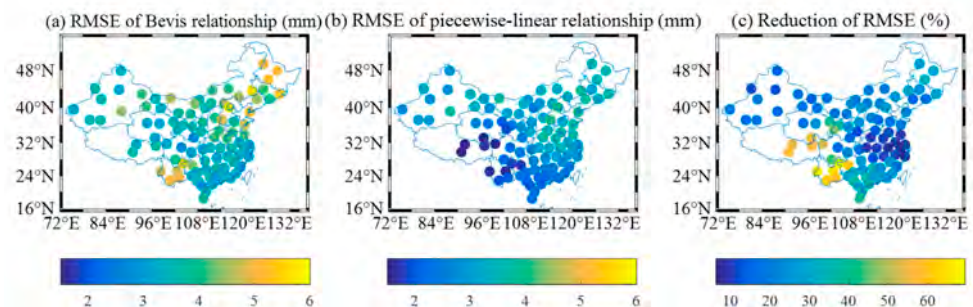 (a) RMSE of Bevis relationship (mm) (b) RMSE of piecewise-linear relationship (mm) (c) Reduction of RMSE (%)
48°N 48°N 48°N
40°N 40°N 40°N
32°N 32°N 32°N
24°N 24°N 24°N
16°N 16°N 16°N
72°E 84°E 96°E 108°E 120°E 132°E 72°E 84°E 96°E 108°E 120°E 132°E 72°E 84°E 96°E 108°E 120°E 132°E
2 3 4 5 6 2 3 4 5 6 10 20 30 40 50 60